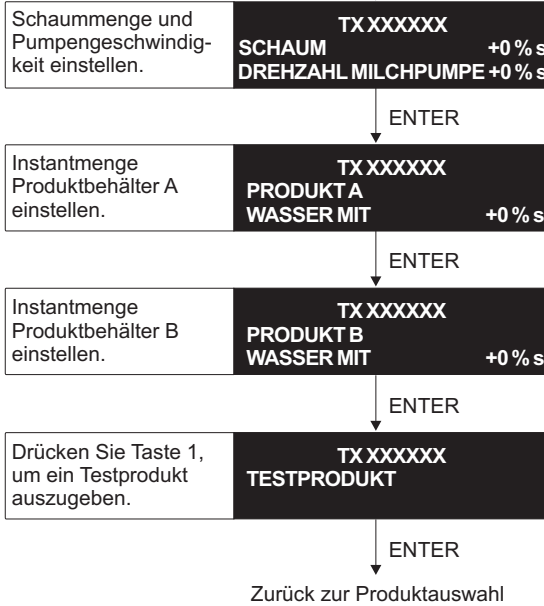 Schaummenge und
Pumpengeschwindig-
keit einstellen.
TX XXXXXX
SCHAUM +0 % s
DREHZAHL MILCHPUMPE +0 % s
ENTER
Instantmenge
Produktbehälter A
einstellen.
TX XXXXXX
PRODUKT A
WASSER MIT +0 % s
ENTER
Instantmenge
Produktbehälter B
einstellen.
TX XXXXXX
PRODUKT B
WASSER MIT +0 % s
ENTER
Drücken Sie Taste 1,
um ein Testprodukt
auszugeben.
TX XXXXXX
TESTPRODUKT
ENTER
Zurück zur Produktauswahl